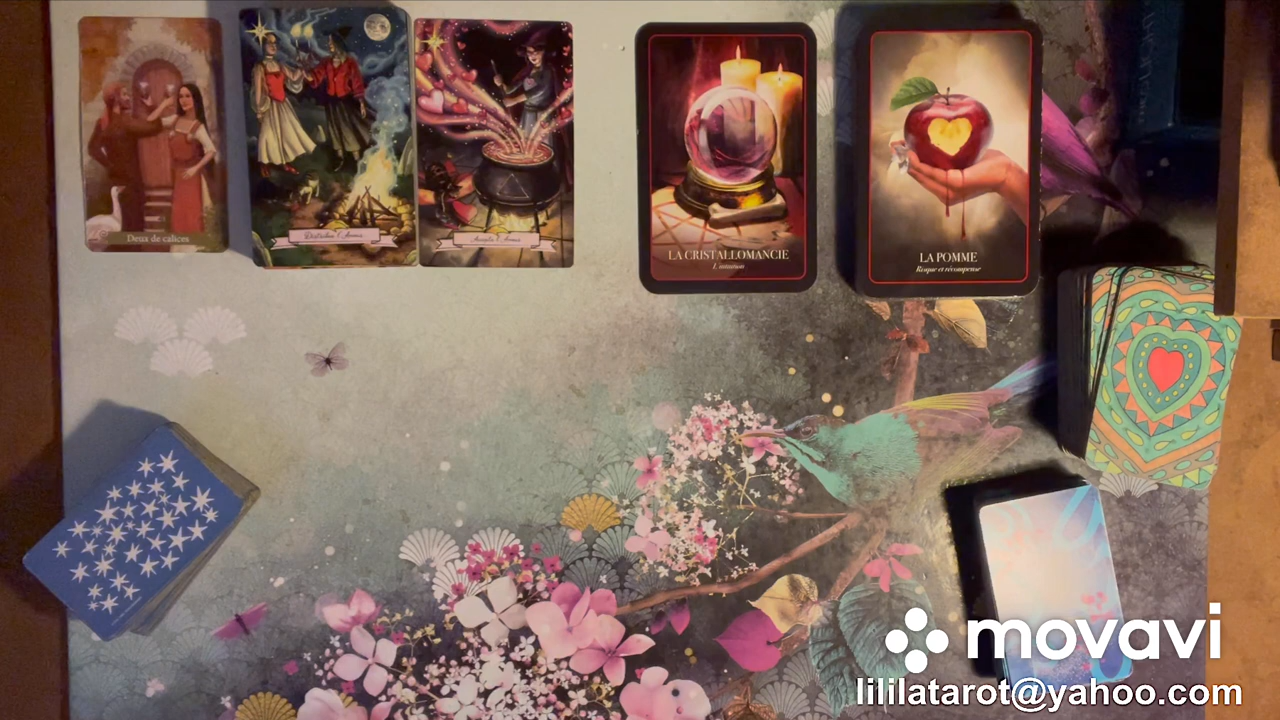 Deux de calices
LA CRISTALLOMANCIE
L'intuition
LA POMME
Risque et récompense
movavi
lililatarot@yahoo.com